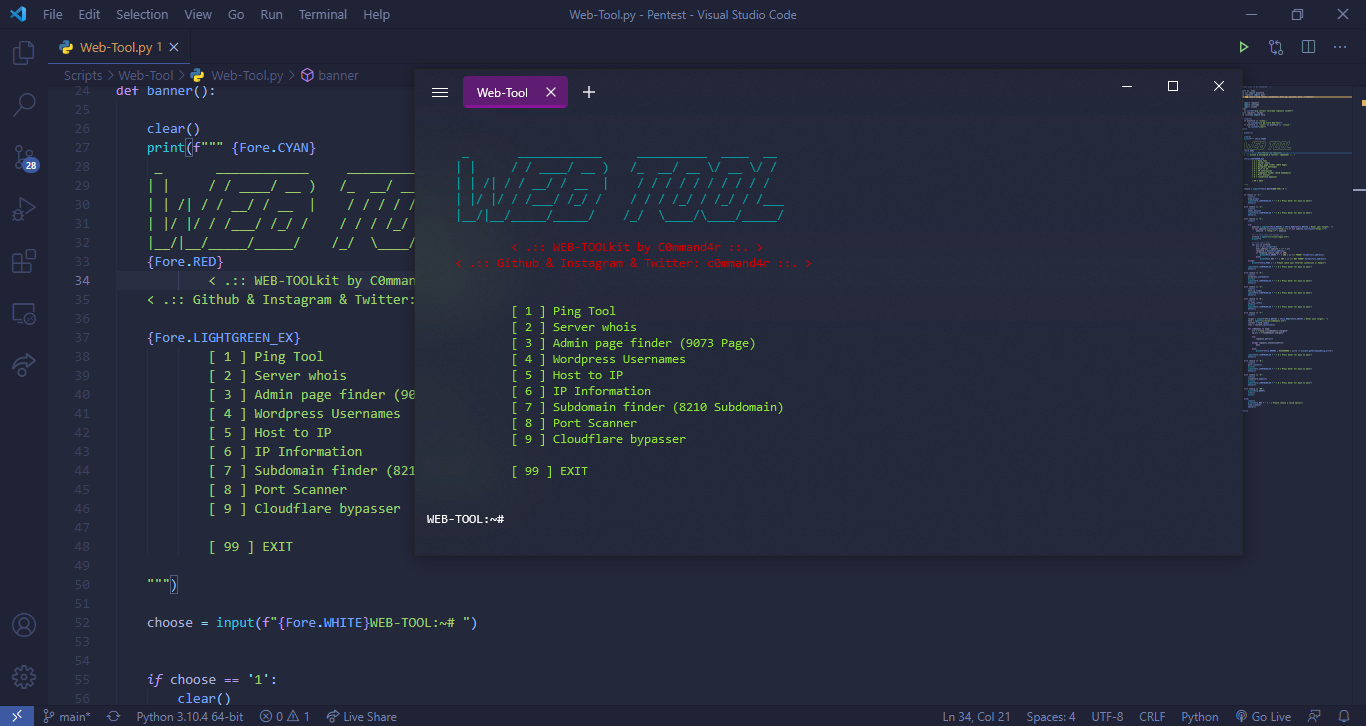 File Edit Selection View Go Run Terminal Help
Web-Tool.py - Pentest - Visual Studio Code
Web-Tool.py 1
Scripts > Web-Tool > Web-Tool.py > banner
24 def banner():
25
26 clear()
27 print(f""" {Fore.CYAN}
28
29
30
31
32
33 {Fore.RED}
34 < .:: WEB-TOOLkit by C0mman
35 < .:: Github & Instagram & Twitter:
36
37 {Fore.LIGHTGREEN_EX}
38 [ 1 ] Ping Tool
39 [ 2 ] Server whois
40 [ 3 ] Admin page finder (90
41 [ 4 ] Wordpress Usernames
42 [ 5 ] Host to IP
43 [ 6 ] IP Information
44 [ 7 ] Subdomain finder (821
45 [ 8 ] Port Scanner
46 [ 9 ] Cloudflare bypasser
47
48 [ 99 ] EXIT
49
50 """)
51
52 choose = input(f"{Fore.WHITE}WEB-TOOL:~# ")
53
54
55 if choose == '1':
56 clear()
28
Web-Tool
WEB TOOL
< .:: WEB-TOOLkit by C0mmand4r ::. >
< .:: Github & Instagram & Twitter: c0mmand4r ::. >
[ 1 ] Ping Tool
[ 2 ] Server whois
[ 3 ] Admin page finder (9073 Page)
[ 4 ] Wordpress Usernames
[ 5 ] Host to IP
[ 6 ] IP Information
[ 7 ] Subdomain finder (8210 Subdomain)
[ 8 ] Port Scanner
[ 9 ] Cloudflare bypasser
[ 99 ] EXIT
WEB-TOOL:~#
main* Python 3.10.4 64-bit 0 1 Live Share
Ln 34, Col 21 Spaces: 4 UTF-8 CRLF Python Go Live